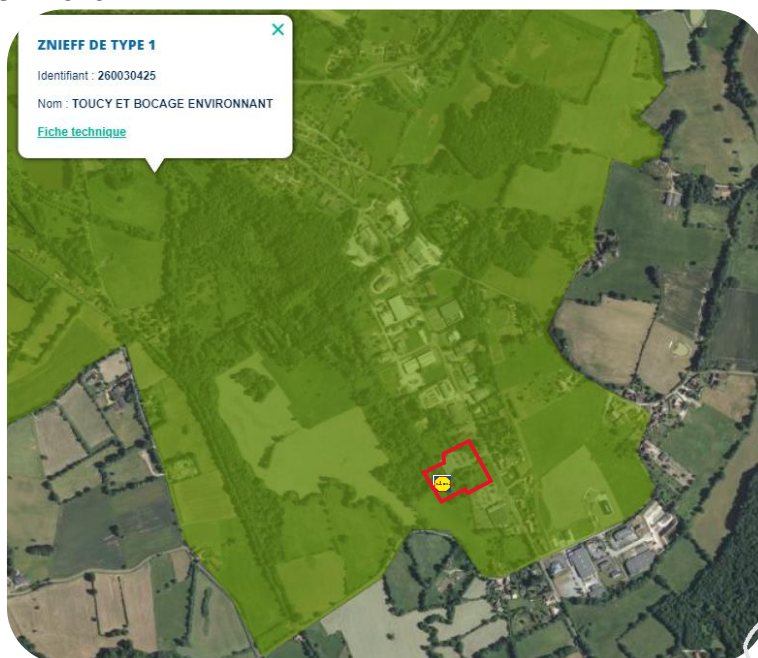 ZNIEFF DE TYPE 1
Identifiant : 260030425
Nom : TOUCY ET BOCAGE ENVIRONNANT
Fiche technique